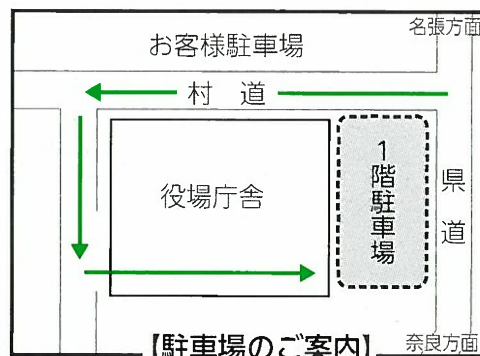 名張方面
お客様駐車場
村道
役場庁舎
1階駐車場
県道
奈良方面
【駐車場のご案内】